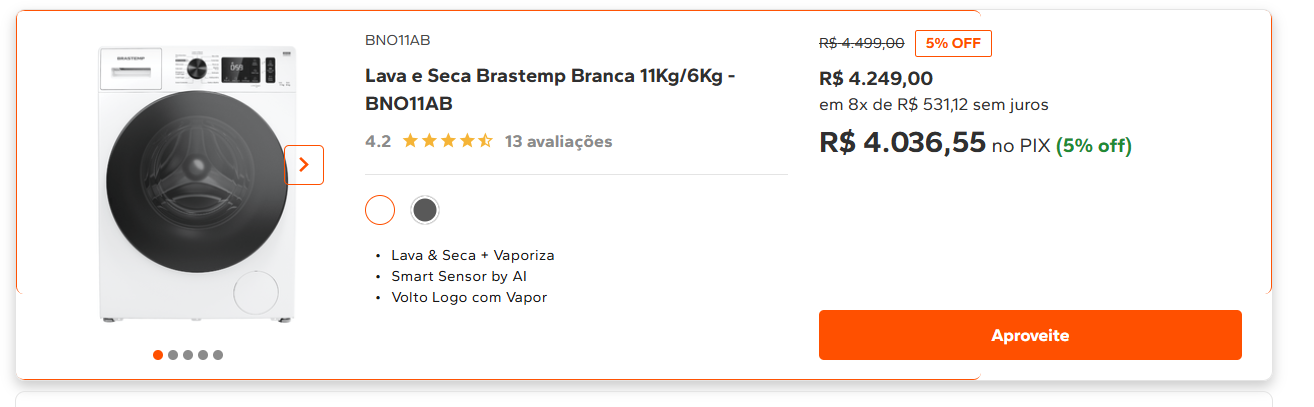 BRASTEMP
BNO11AB
Lava e Seca Brastemp Branca 11Kg/6Kg -
BNO11AB
4.2 13 avaliações
Lava & Seca + Vaporiza
Smart Sensor by AI
Volto Logo com Vapor
R$ 4.499,00 5% OFF
R$ 4.249,00
em 8x de R$ 531,12 sem juros
R$ 4.036,55 no PIX (5% off)
Aproveite